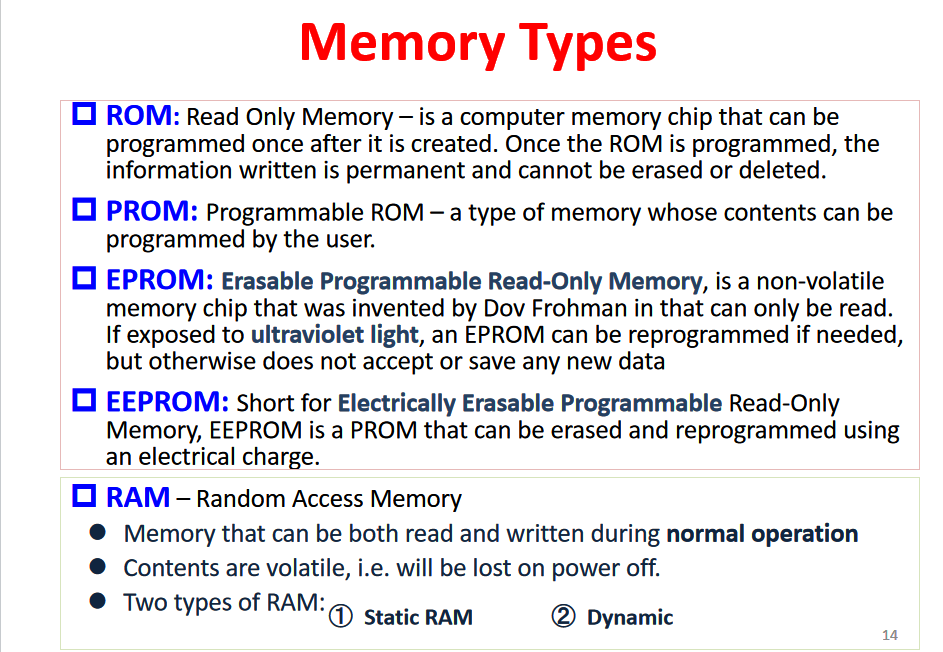 Memory Types
ROM: Read Only Memory – is a computer memory chip that can be
programmed once after it is created. Once the ROM is programmed, the
information written is permanent and cannot be erased or deleted.
PROM: Programmable ROM – a type of memory whose contents can be
programmed by the user.
EPROM: Erasable Programmable Read-Only Memory, is a non-volatile
memory chip that was invented by Dov Frohman in that can only be read.
If exposed to ultraviolet light, an EPROM can be reprogrammed if needed,
but otherwise does not accept or save any new data
EEPROM: Short for Electrically Erasable Programmable Read-Only
Memory, EEPROM is a PROM that can be erased and reprogrammed using
an electrical charge.
RAM – Random Access Memory
Memory that can be both read and written during normal operation
Contents are volatile, i.e. will be lost on power off.
Two types of RAM: ① Static RAM ② Dynamic
14